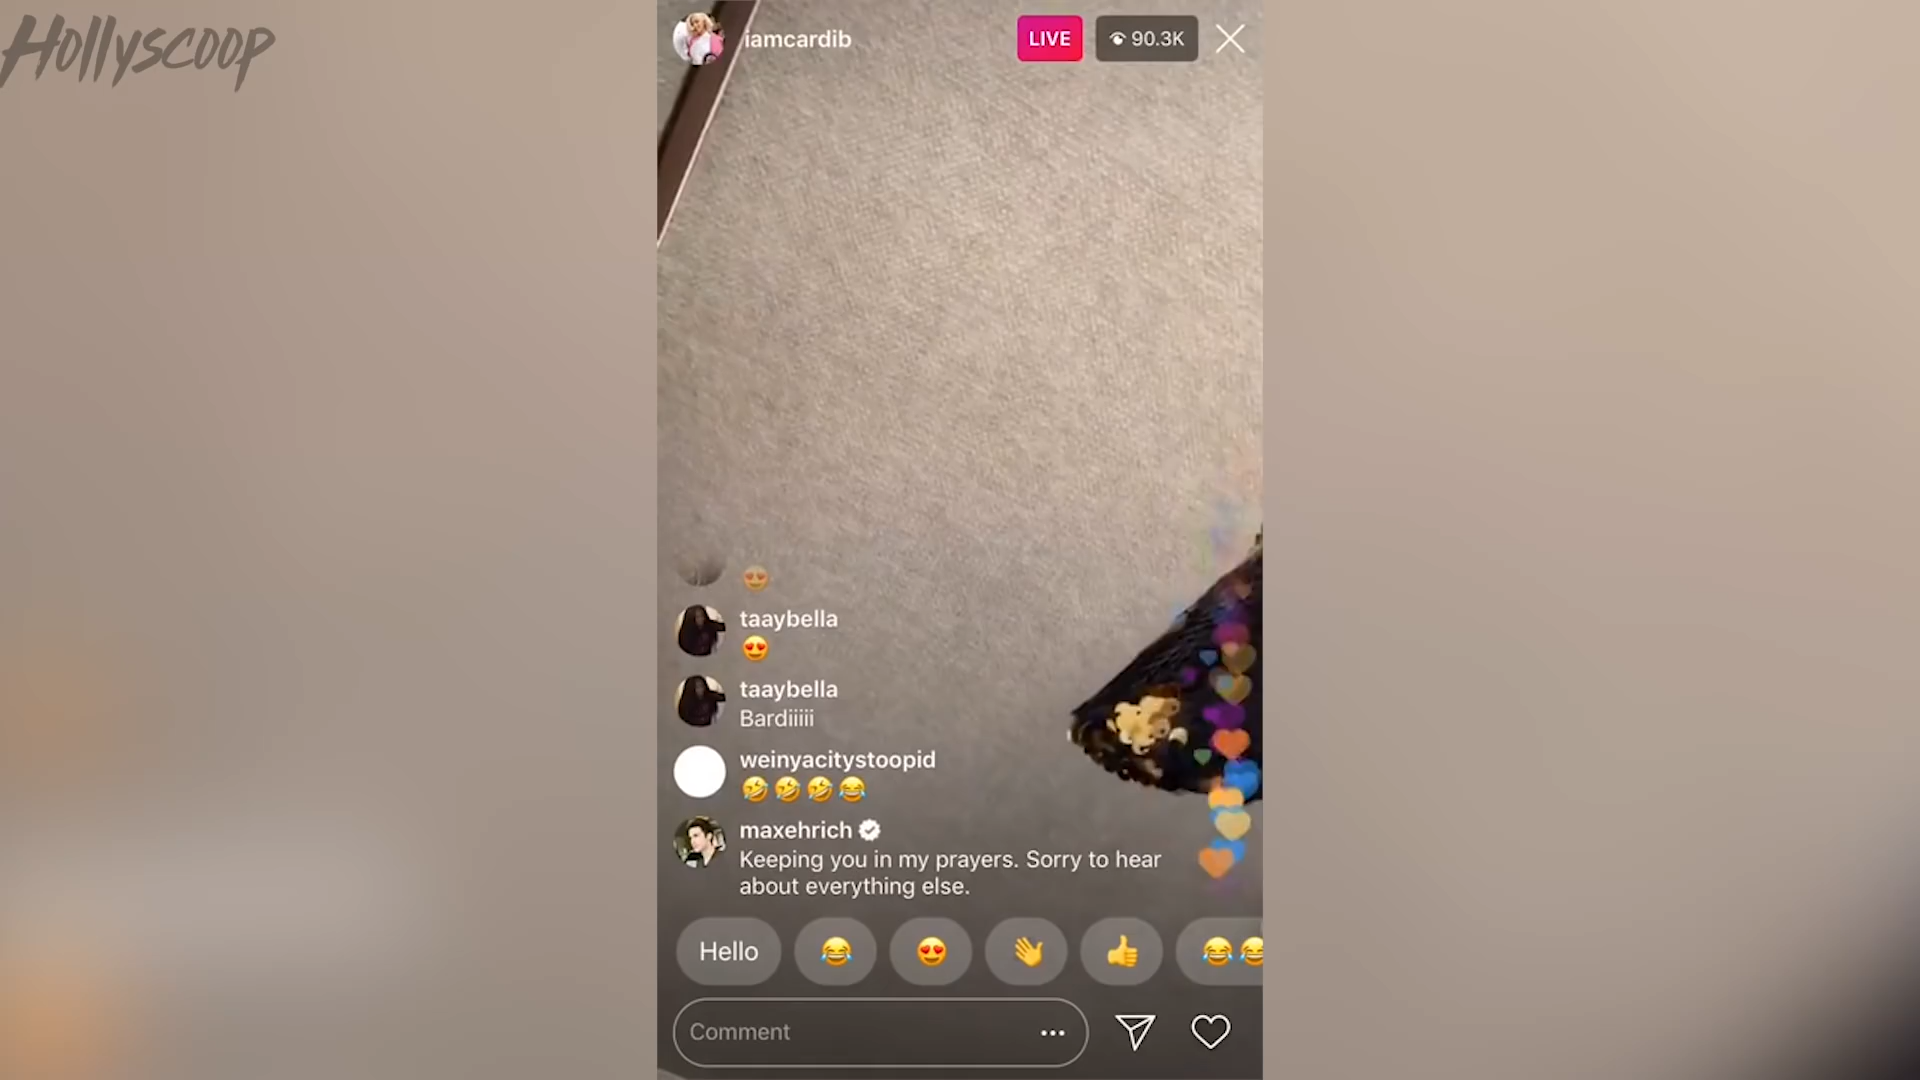 Hollyscoop
iamcardib
LIVE
90.3K
😍
taaybella
😍
taaybella
Bardiiiii
weinyacitystoopid
🤣🤣🤣😂
maxehrich
Keeping you in my prayers. Sorry to hear
about everything else.
Hello 😂 😍 👋 👍 😂😂
Comment